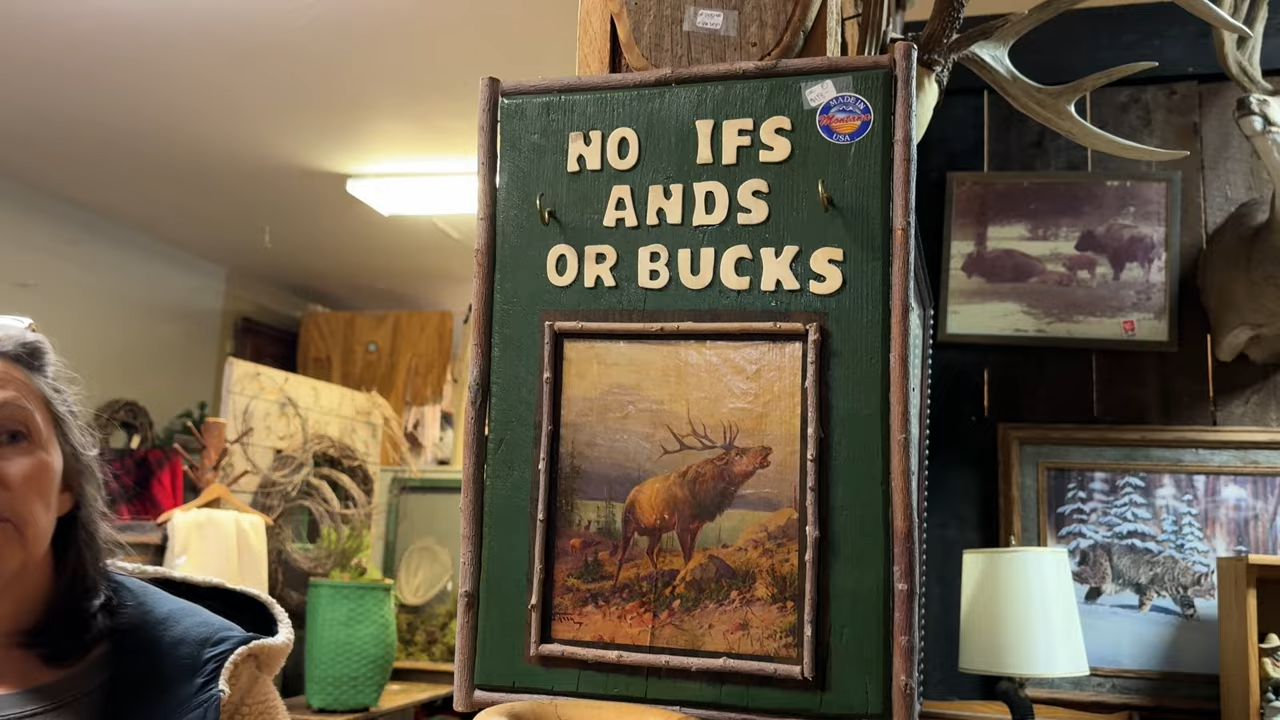 NO IFS
ANDS
OR BUCKS
MADE IN
Montana
USA